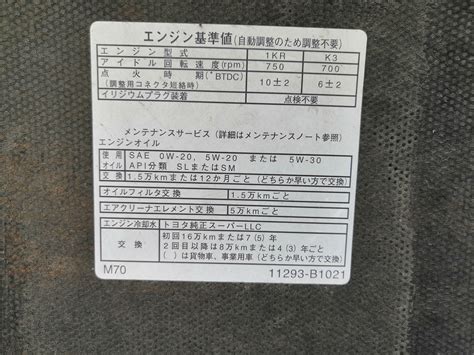 エンジン基準値(自動調整のため調整不要)
エンジン型式 1KR K3
アイドル回転速度(rpm) 750 700
点火時期(°BTDC) 10±2 6±2
(調整用コネクタ短絡時)
イリジウムプラグ装着 点検不要
メンテナンスサービス(詳細はメンテナンスノート参照)
エンジンオイル
使用 SAE 0W-20, 5W-20 または 5W-30
オイル API分類 SLまたはSM
交換 1.5万kmまたは12か月ごと(どちらか早い方で交換)
オイルフィルタ交換 1.5万kmごと
エアクリーナエレメント交換 5万kmごと
エンジン冷却水 トヨタ純正スーパーLLC
交換 初回16万kmまたは7(5)年
2回目以降は8万kmまたは4(3)年ごと
()は貨物車、事業用車(どちらか早い方で交換)
M70 11293-B1021